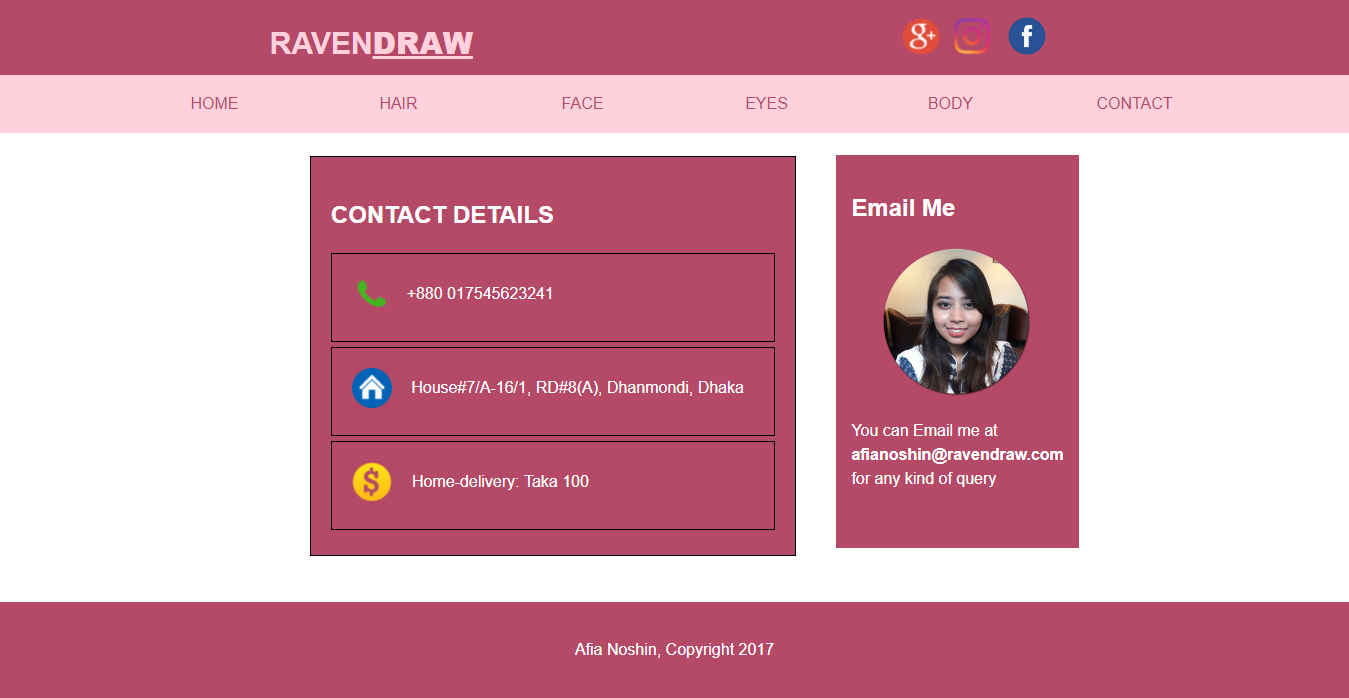 RAVENDRAW
HOME HAIR FACE EYES BODY CONTACT
CONTACT DETAILS
+880 017545623241
House#7/A-16/1, RD#8(A), Dhanmondi, Dhaka
Home-delivery: Taka 100
Email Me
You can Email me at
afianoshin@ravendraw.com
for any kind of query
Afia Noshin, Copyright 2017